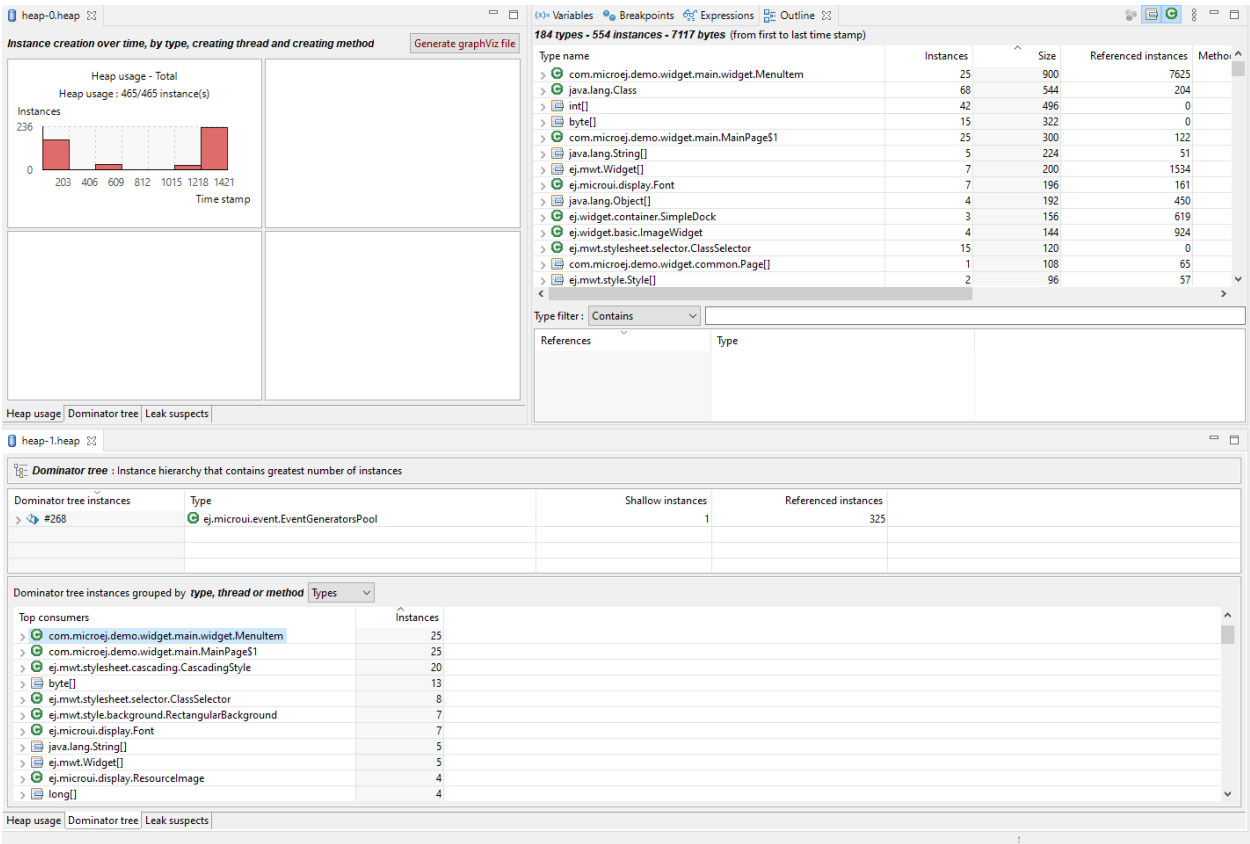 heap-0.heap
Instance creation over time, by type, creating thread and creating method
Generate graphViz file
Heap usage - Total
Heap usage : 465/465 instance(s)
Instances
236
0
203 406 609 812 1015 1218 1421
Time stamp
Heap usage Dominator tree Leak suspects
(x)= Variables Breakpoints Expressions Outline
184 types - 554 instances - 7117 bytes (from first to last time stamp)
Type name Instances Size Referenced instances
com.microej.demo.widget.main.widget.MenuItem 25 900 7625
java.lang.Class 68 544 204
int[] 42 496 0
byte[] 15 322 0
com.microej.demo.widget.main.MainPage$1 25 300 122
java.lang.String[] 5 224 51
ej.mwt.Widget[] 7 200 1534
ej.microui.display.Font 7 196 161
java.lang.Object[] 4 192 450
ej.widget.container.SimpleDock 3 156 619
ej.widget.basic.ImageWidget 4 144 924
ej.mwt.stylesheet.selector.ClassSelector 15 120 0
com.microej.demo.widget.common.Page[] 1 108 65
ej.mwt.style.Style[] 2 96 57
Type filter : Contains
References Type
heap-1.heap
Dominator tree : Instance hierarchy that contains greatest number of instances
Dominator tree instances Type Shallow instances Referenced instances
#268 ej.microui.event.EventGeneratorsPool 1 325
Dominator tree instances grouped by type, thread or method Types
Top consumers Instances
com.microej.demo.widget.main.widget.MenuItem 25
com.microej.demo.widget.main.MainPage$1 25
ej.mwt.stylesheet.cascading.CascadingStyle 20
byte[] 13
ej.mwt.stylesheet.selector.ClassSelector 8
ej.mwt.style.background.RectangularBackground 7
ej.microui.display.Font 7
java.lang.String[] 5
ej.mwt.Widget[] 5
ej.microui.display.ResourceImage 4
long[] 4
Heap usage Dominator tree Leak suspects